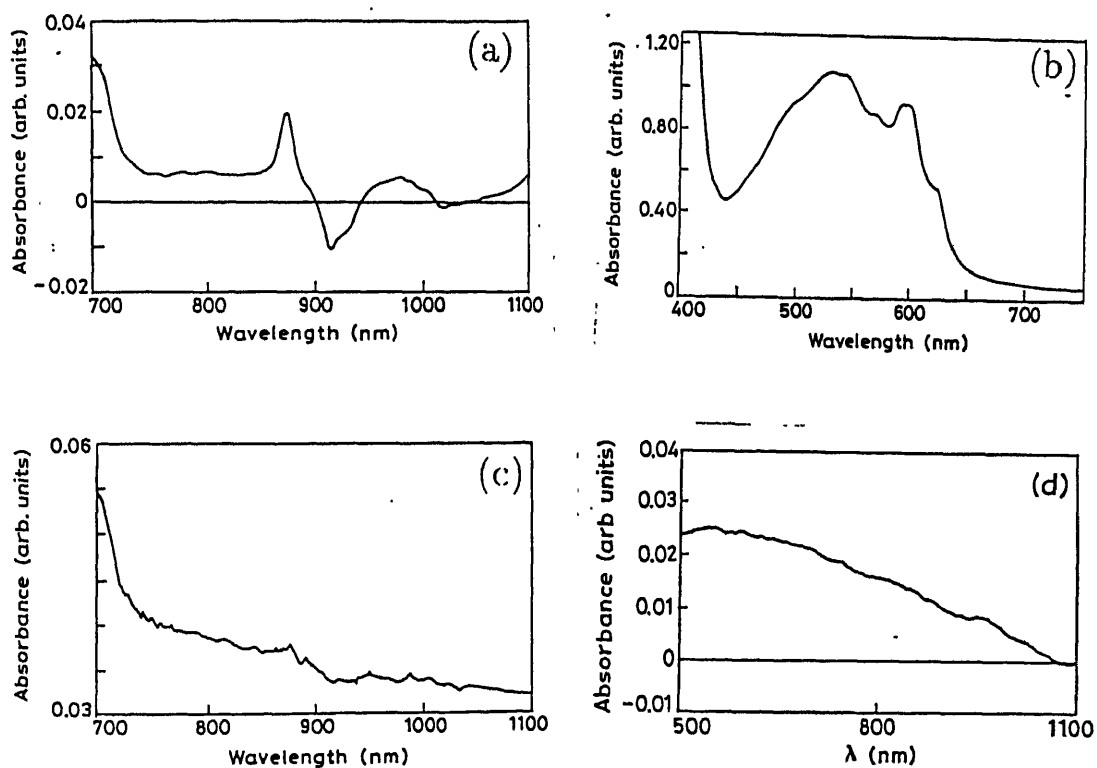 (a)
Absorbance (arb. units)
0.04
0.02
0
-0.02
700 800 900 1000 1100
Wavelength (nm)
(b)
Absorbance (arb. units)
1.20
0.80
0.40
0
400 500 600 700
Wavelength (nm)
(c)
Absorbance (arb. units)
0.06
0.03
700 800 900 1000 1100
Wavelength (nm)
(d)
Absorbance (arb units)
0.04
0.03
0.02
0.01
0
-0.01
500 800 1100
λ (nm)